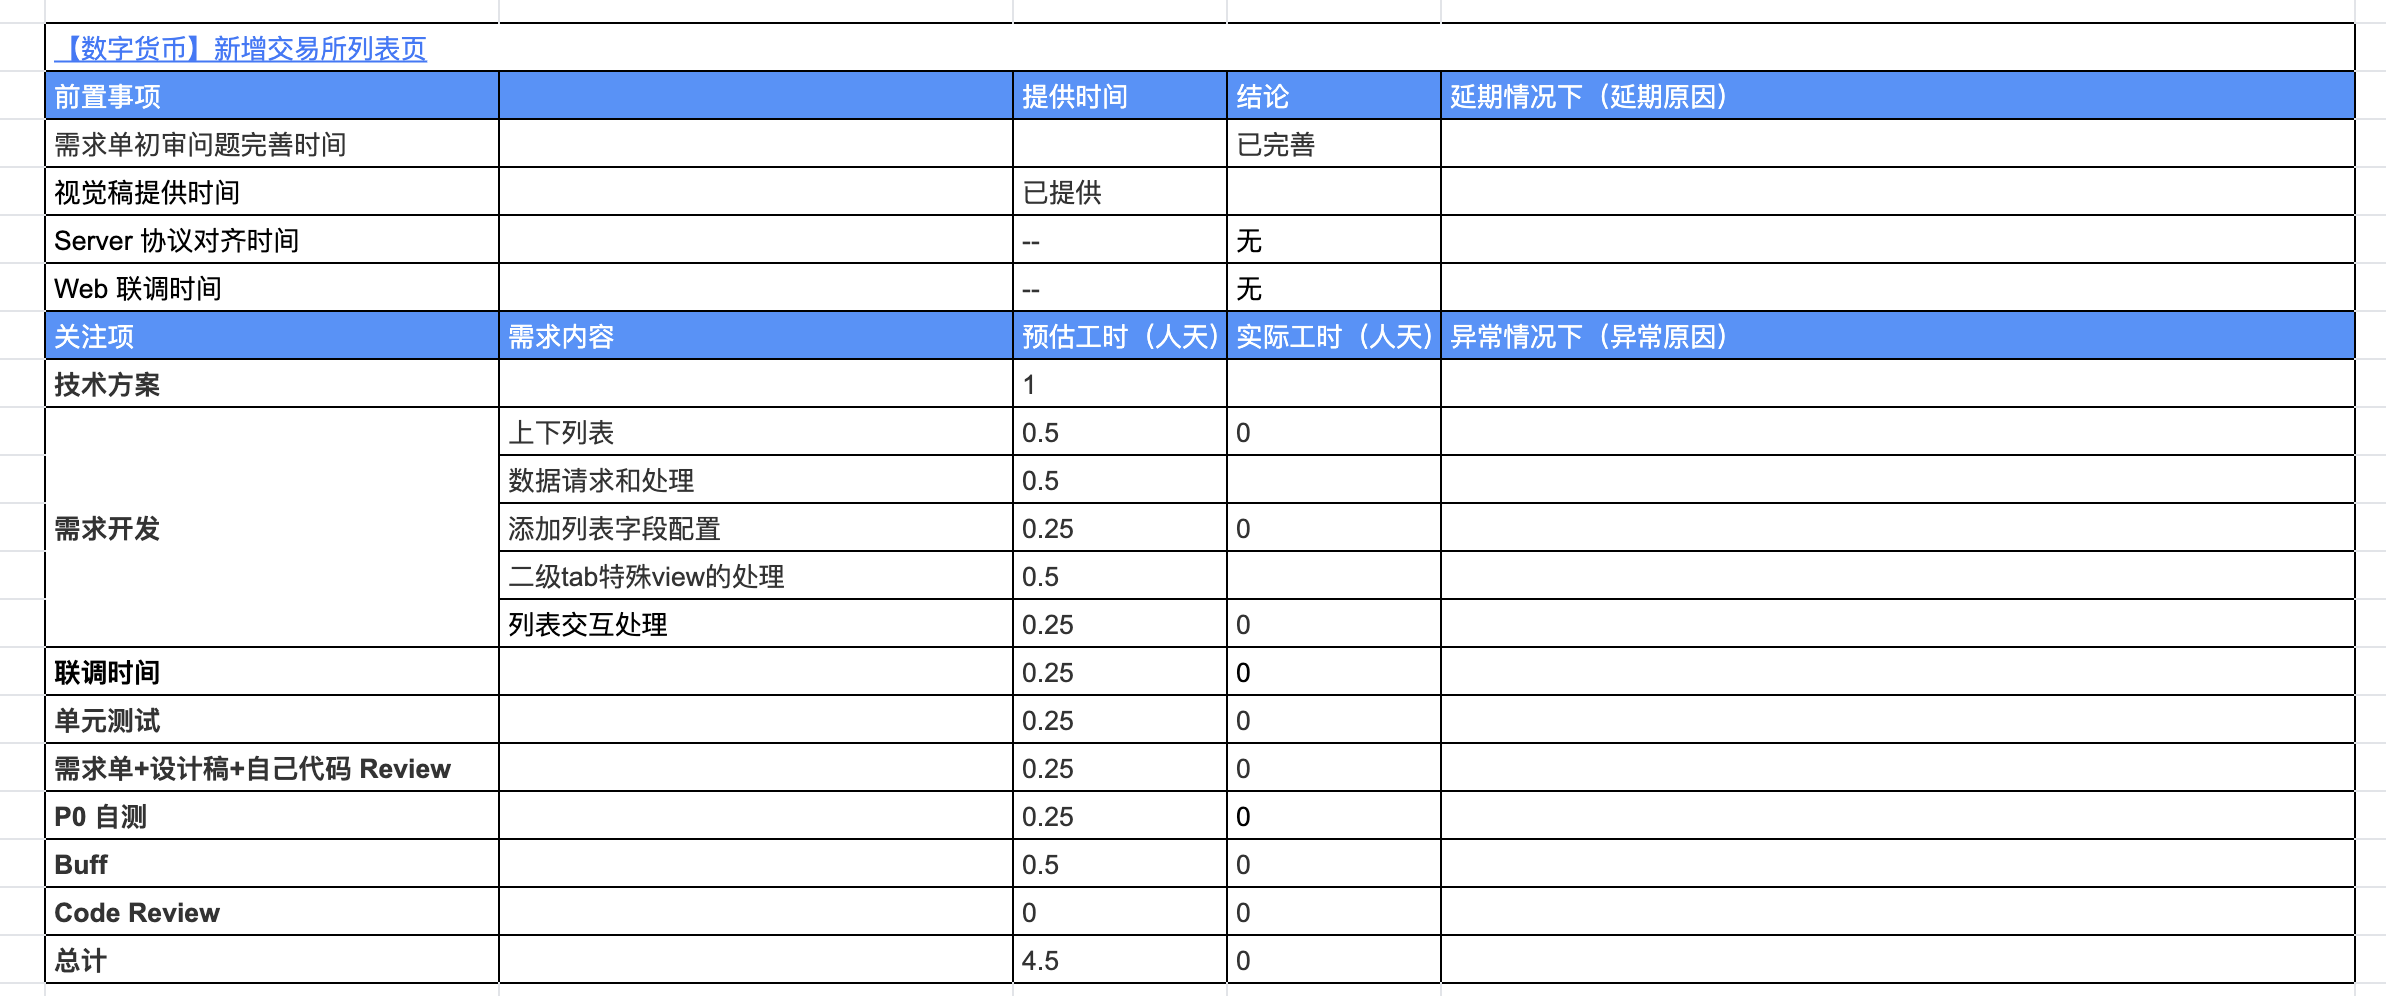 【数字货币】新增交易所列表页
前置事项 提供时间 结论 延期情况下（延期原因）
需求单初审问题完善时间 已完善
视觉稿提供时间 已提供
Server 协议对齐时间 -- 无
Web 联调时间 -- 无
关注项 需求内容 预估工时（人天） 实际工时（人天） 异常情况下（异常原因）
技术方案 1
需求开发
上下列表 0.5 0
数据请求和处理 0.5
添加列表字段配置 0.25 0
二级tab特殊view的处理 0.5
列表交互处理 0.25 0
联调时间 0.25 0
单元测试 0.25 0
需求单+设计稿+自己代码 Review 0.25 0
P0 自测 0.25 0
Buff 0.5 0
Code Review 0 0
总计 4.5 0